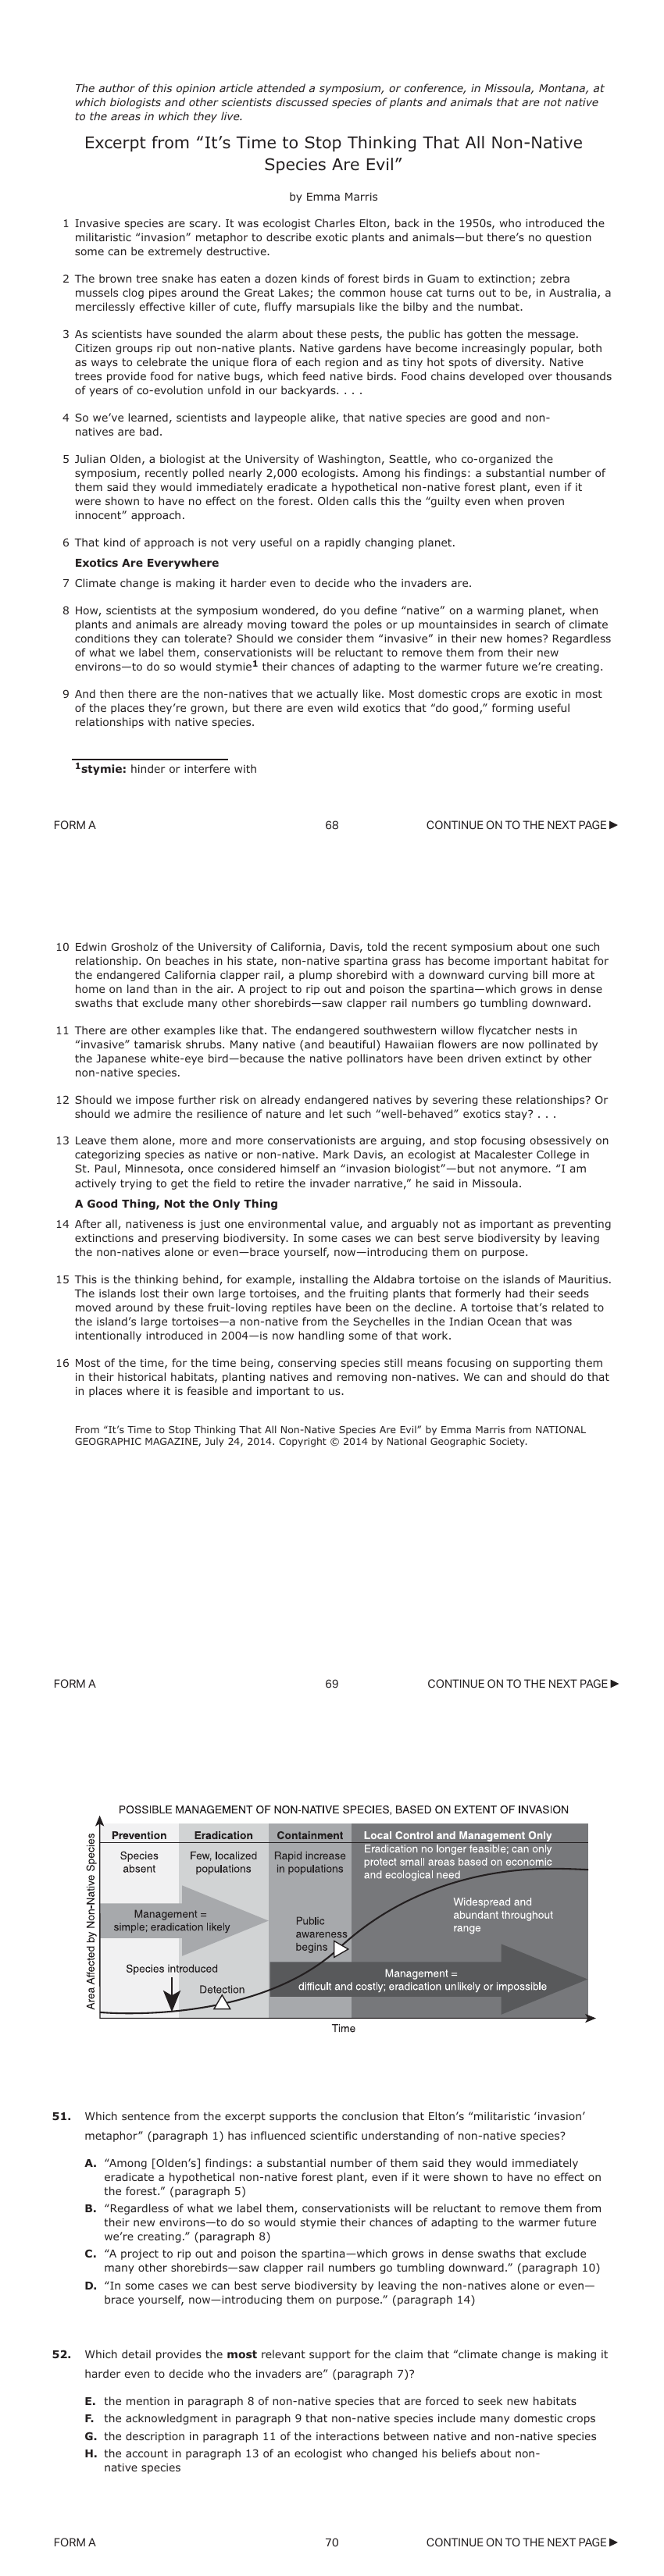 The author of this opinion article attended a symposium, or conference, in Missoula, Montana, at
which biologists and other scientists discussed species of plants and animals that are not native
to the areas in which they live.
Excerpt from “It’s Time to Stop Thinking That All Non-Native
Species Are Evil”
by Emma Marris
1 Invasive species are scary. It was ecologist Charles Elton, back in the 1950s, who introduced the
militaristic “invasion” metaphor to describe exotic plants and animals—but there’s no question
some can be extremely destructive.
2 The brown tree snake has eaten a dozen kinds of forest birds in Guam to extinction; zebra
mussels clog pipes around the Great Lakes; the common house cat turns out to be, in Australia, a
mercilessly effective killer of cute, fluffy marsupials like the bilby and the numbat.
3 As scientists have sounded the alarm about these pests, the public has gotten the message.
Citizen groups rip out non-native plants. Native gardens have become increasingly popular, both
as ways to celebrate the unique flora of each region and as tiny hot spots of diversity. Native
trees provide food for native bugs, which feed native birds. Food chains developed over thousands
of years of co-evolution unfold in our backyards. . . .
4 So we’ve learned, scientists and laypeople alike, that native species are good and non-
natives are bad.
5 Julian Olden, a biologist at the University of Washington, Seattle, who co-organized the
symposium, recently polled nearly 2,000 ecologists. Among his findings: a substantial number of
them said they would immediately eradicate a hypothetical non-native forest plant, even if it
were shown to have no effect on the forest. Olden calls this the “guilty even when proven
innocent” approach.
6 That kind of approach is not very useful on a rapidly changing planet.
Exotics Are Everywhere
7 Climate change is making it harder even to decide who the invaders are.
8 How, scientists at the symposium wondered, do you define “native” on a warming planet, when
plants and animals are already moving toward the poles or up mountainsides in search of climate
conditions they can tolerate? Should we consider them “invasive” in their new homes? Regardless
of what we label them, conservationists will be reluctant to remove them from their new
environs—to do so would stymie1 their chances of adapting to the warmer future we’re creating.
9 And then there are the non-natives that we actually like. Most domestic crops are exotic in most
of the places they’re grown, but there are even wild exotics that “do good,” forming useful
relationships with native species.
1stymie: hinder or interfere with
FORM A 68 CONTINUE ON TO THE NEXT PAGE ▶
10 Edwin Grosholz of the University of California, Davis, told the recent symposium about one such
relationship. On beaches in his state, non-native spartina grass has become important habitat for
the endangered California clapper rail, a plump shorebird with a downward curving bill more at
home on land than in the air. A project to rip out and poison the spartina—which grows in dense
swaths that exclude many other shorebirds—saw clapper rail numbers go tumbling downward.
11 There are other examples like that. The endangered southwestern willow flycatcher nests in
“invasive” tamarisk shrubs. Many native (and beautiful) Hawaiian flowers are now pollinated by
the Japanese white-eye bird—because the native pollinators have been driven extinct by other
non-native species.
12 Should we impose further risk on already endangered natives by severing these relationships? Or
should we admire the resilience of nature and let such “well-behaved” exotics stay? . . .
13 Leave them alone, more and more conservationists are arguing, and stop focusing obsessively on
categorizing species as native or non-native. Mark Davis, an ecologist at Macalester College in
St. Paul, Minnesota, once considered himself an “invasion biologist”—but not anymore. “I am
actively trying to get the field to retire the invader narrative,” he said in Missoula.
A Good Thing, Not the Only Thing
14 After all, nativeness is just one environmental value, and arguably not as important as preventing
extinctions and preserving biodiversity. In some cases we can best serve biodiversity by leaving
the non-natives alone or even—brace yourself, now—introducing them on purpose.
15 This is the thinking behind, for example, installing the Aldabra tortoise on the islands of Mauritius.
The islands lost their own large tortoises, and the fruiting plants that formerly had their seeds
moved around by these fruit-loving reptiles have been on the decline. A tortoise that’s related to
the island’s large tortoises—a non-native from the Seychelles in the Indian Ocean that was
intentionally introduced in 2004—is now handling some of that work.
16 Most of the time, for the time being, conserving species still means focusing on supporting them
in their historical habitats, planting natives and removing non-natives. We can and should do that
in places where it is feasible and important to us.
From “It’s Time to Stop Thinking That All Non-Native Species Are Evil” by Emma Marris from NATIONAL
GEOGRAPHIC MAGAZINE, July 24, 2014. Copyright © 2014 by National Geographic Society.
FORM A 69 CONTINUE ON TO THE NEXT PAGE ▶
POSSIBLE MANAGEMENT OF NON-NATIVE SPECIES, BASED ON EXTENT OF INVASION
Area Affected by Non-Native Species
Prevention
Species
absent
Eradication
Few, localized
populations
Containment
Rapid increase
in populations
Local Control and Management Only
Eradication no longer feasible; can only
protect small areas based on economic
and ecological need
Management =
simple; eradication likely
Widespread and
abundant throughout
range
Public
awareness
begins
Species introduced
Detection
Management =
difficult and costly; eradication unlikely or impossible
Time
51. Which sentence from the excerpt supports the conclusion that Elton’s “militaristic ‘invasion’
metaphor” (paragraph 1) has influenced scientific understanding of non-native species?
A. “Among [Olden’s] findings: a substantial number of them said they would immediately
eradicate a hypothetical non-native forest plant, even if it were shown to have no effect on
the forest.” (paragraph 5)
B. “Regardless of what we label them, conservationists will be reluctant to remove them from
their new environs—to do so would stymie their chances of adapting to the warmer future
we’re creating.” (paragraph 8)
C. “A project to rip out and poison the spartina—which grows in dense swaths that exclude
many other shorebirds—saw clapper rail numbers go tumbling downward.” (paragraph 10)
D. “In some cases we can best serve biodiversity by leaving the non-natives alone or even—
brace yourself, now—introducing them on purpose.” (paragraph 14)
52. Which detail provides the most relevant support for the claim that “climate change is making it
harder even to decide who the invaders are” (paragraph 7)?
E. the mention in paragraph 8 of non-native species that are forced to seek new habitats
F. the acknowledgment in paragraph 9 that non-native species include many domestic crops
G. the description in paragraph 11 of the interactions between native and non-native species
H. the account in paragraph 13 of an ecologist who changed his beliefs about non-
native species
FORM A 70 CONTINUE ON TO THE NEXT PAGE ▶